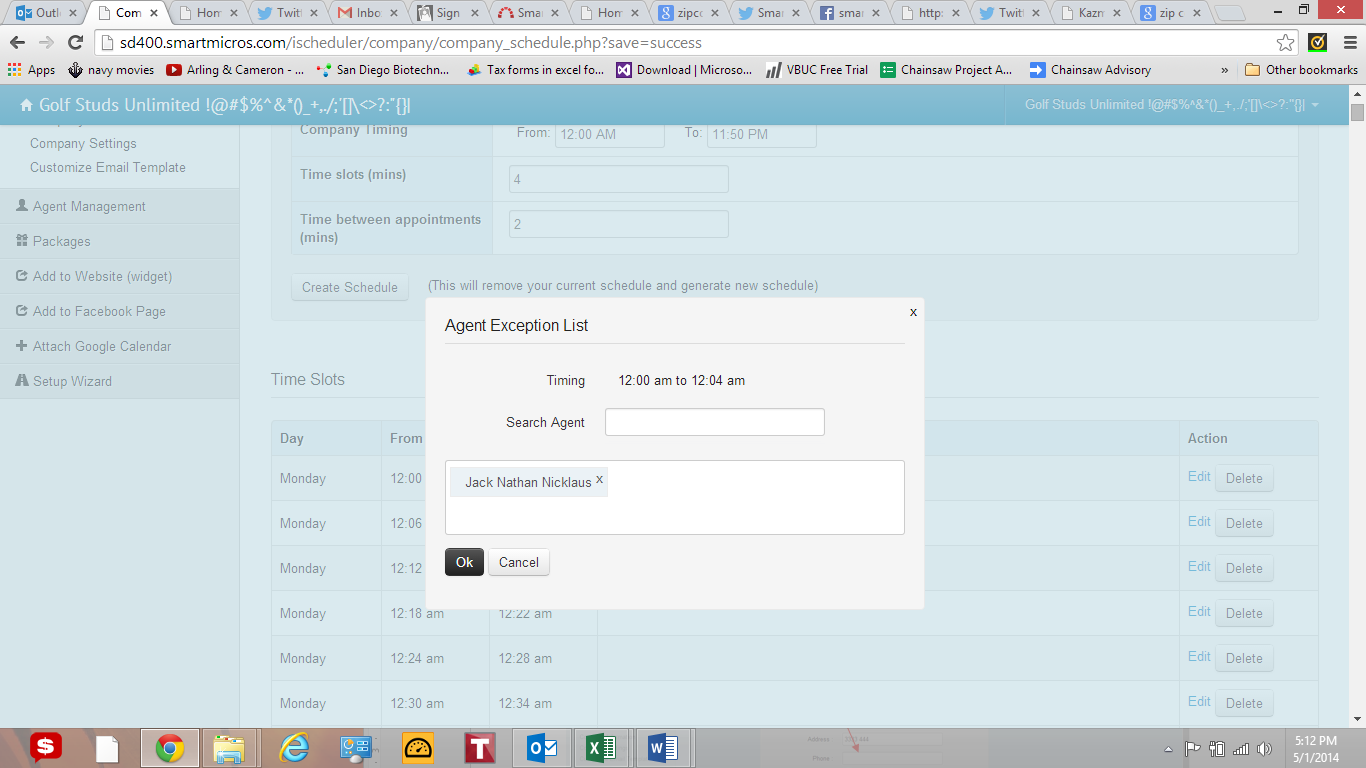 Outlo
Com
Hom
Twitt
Inbo
Sign
Smar
Hom
zipco
Smar
smar
http:
Twitt
Kazm
zip c
sd400.smartmicros.com/ischeduler/company/company_schedule.php?save=success
Apps
navy movies
Arling & Cameron - ...
San Diego Biotechn...
Tax forms in excel fo...
Download | Microso...
VBUC Free Trial
Chainsaw Project A...
Chainsaw Advisory
»
Other bookmarks
Golf Studs Unlimited !@#$%^&*()_+,./;'[]\<>?:"{}|
Golf Studs Unlimited !@#$%^&*()_+,./;'[]\<>?:"{}|
Company Settings
Customize Email Template
Agent Management
Packages
Add to Website (widget)
Add to Facebook Page
Attach Google Calendar
Setup Wizard
Company Timing
From: 12:00 AM To: 11:50 PM
Time slots (mins)
4
Time between appointments
(mins)
2
Create Schedule (This will remove your current schedule and generate new schedule)
Agent Exception List
x
Timing 12:00 am to 12:04 am
Search Agent
Jack Nathan Nicklaus x
Ok Cancel
Time Slots
Day From Action
Monday 12:00 Edit Delete
Monday 12:06 Edit Delete
Monday 12:12 Edit Delete
Monday 12:18 am 12:22 am Edit Delete
Monday 12:24 am 12:28 am Edit Delete
Monday 12:30 am 12:34 am Edit Delete
5:12 PM
5/1/2014